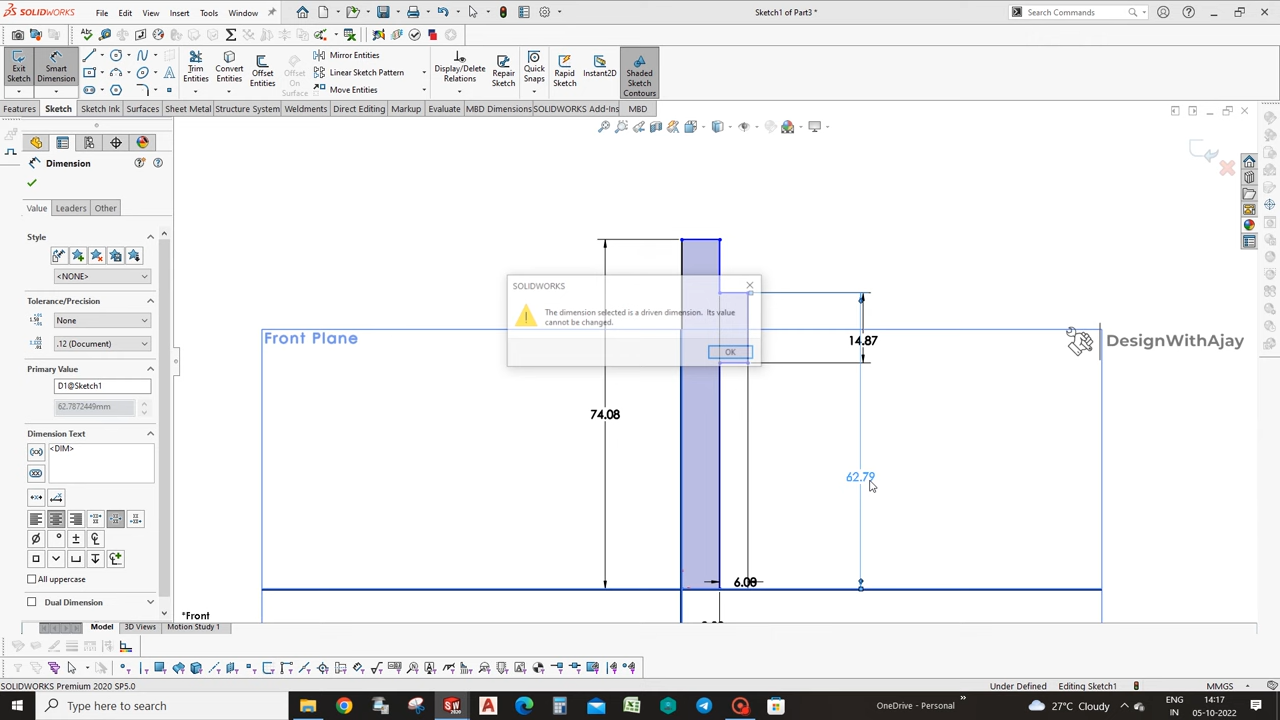 SOLIDWORKS
File
Edit
View
Insert
Tools
Window
Sketch1 of Part3 *
Search Commands
Exit Sketch
Smart Dimension
Trim Entities
Convert Entities
Offset Entities
Offset On Surface
Mirror Entities
Linear Sketch Pattern
Move Entities
Display/Delete Relations
Repair Sketch
Quick Snaps
Rapid Sketch
Instant2D
Shaded Sketch Contours
Features
Sketch
Sketch Ink
Surfaces
Sheet Metal
Structure System
Weldments
Direct Editing
Markup
Evaluate
MBD Dimensions
SOLIDWORKS Add-Ins
MBD
Dimension
Value
Leaders
Other
Style
<NONE>
Tolerance/Precision
None
.12 (Document)
Primary Value
D1@Sketch1
62.7872449mm
Dimension Text
<DIM>
All uppercase
Dual Dimension
SOLIDWORKS
The dimension selected is a driven dimension. Its value
cannot be changed.
OK
Front Plane
14.87
DesignWithAjay
74.08
62.79
6.08
*Front
Model
3D Views
Motion Study 1
SOLIDWORKS Premium 2020 SP5.0
Under Defined
Editing Sketch1
MMGS
Type here to search
OneDrive - Personal
27°C Cloudy
ENG
IN
14:17
05-10-2022